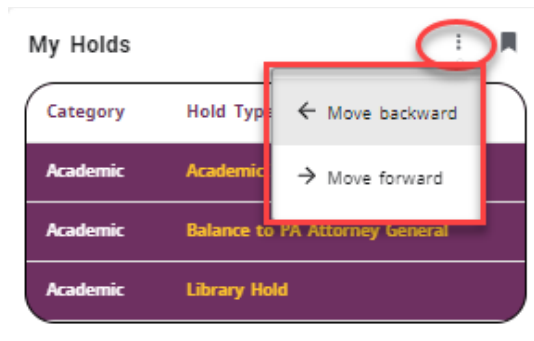 My Holds
Category Hold Type
← Move backward
Academic Academic
→ Move forward
Academic Balance to PA Attorney General
Academic Library Hold